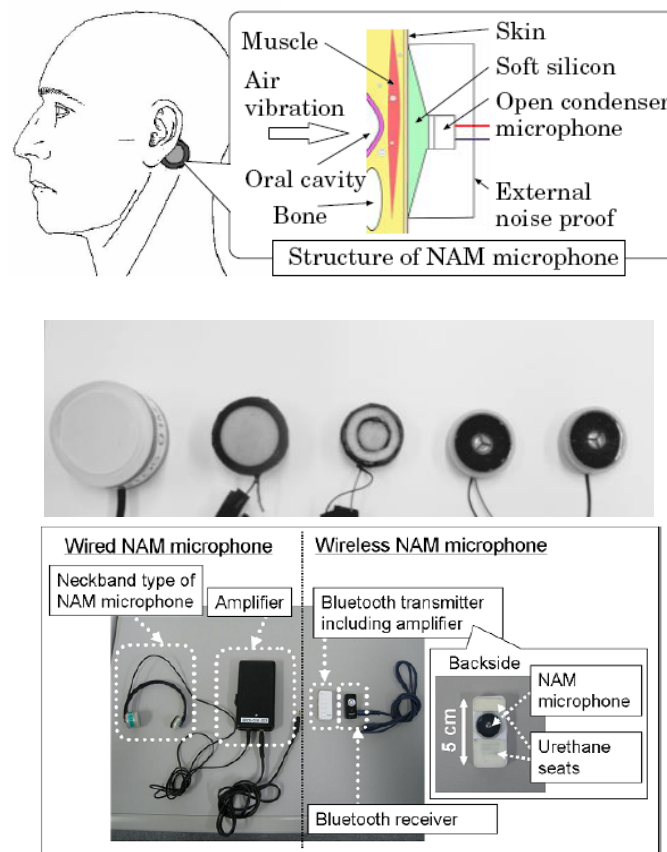 Muscle
Skin
Soft silicon
Air
vibration
Open condenser
microphone
Oral cavity
Bone
External
noise proof
Structure of NAM microphone
Wired NAM microphone
Wireless NAM microphone
Neckband type of
NAM microphone
Amplifier
Bluetooth transmitter
including amplifier
Backside
NAM
microphone
5 cm
Urethane
seats
Bluetooth receiver